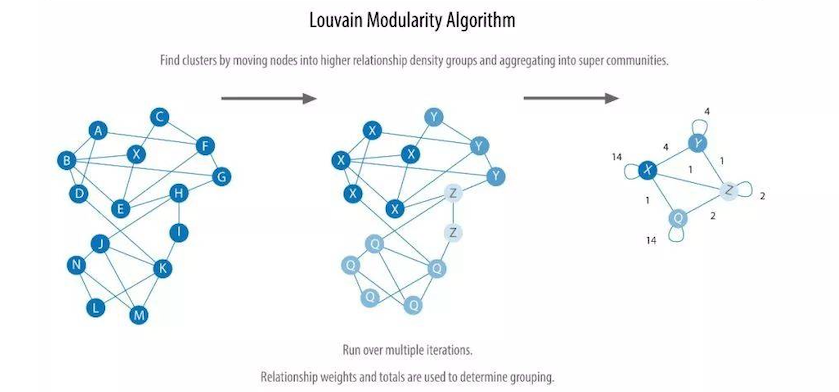 Louvain Modularity Algorithm
Find clusters by moving nodes into higher relationship density groups and aggregating into super communities.
A
C
F
B
X
G
D
E
H
I
J
N
K
L
M
X
Y
Y
X
X
Y
X
X
Z
Z
Q
Q
Q
Q
Q
4
Y
4
1
14
X
1
Z
2
1
Q
2
14
Run over multiple iterations.
Relationship weights and totals are used to determine grouping.